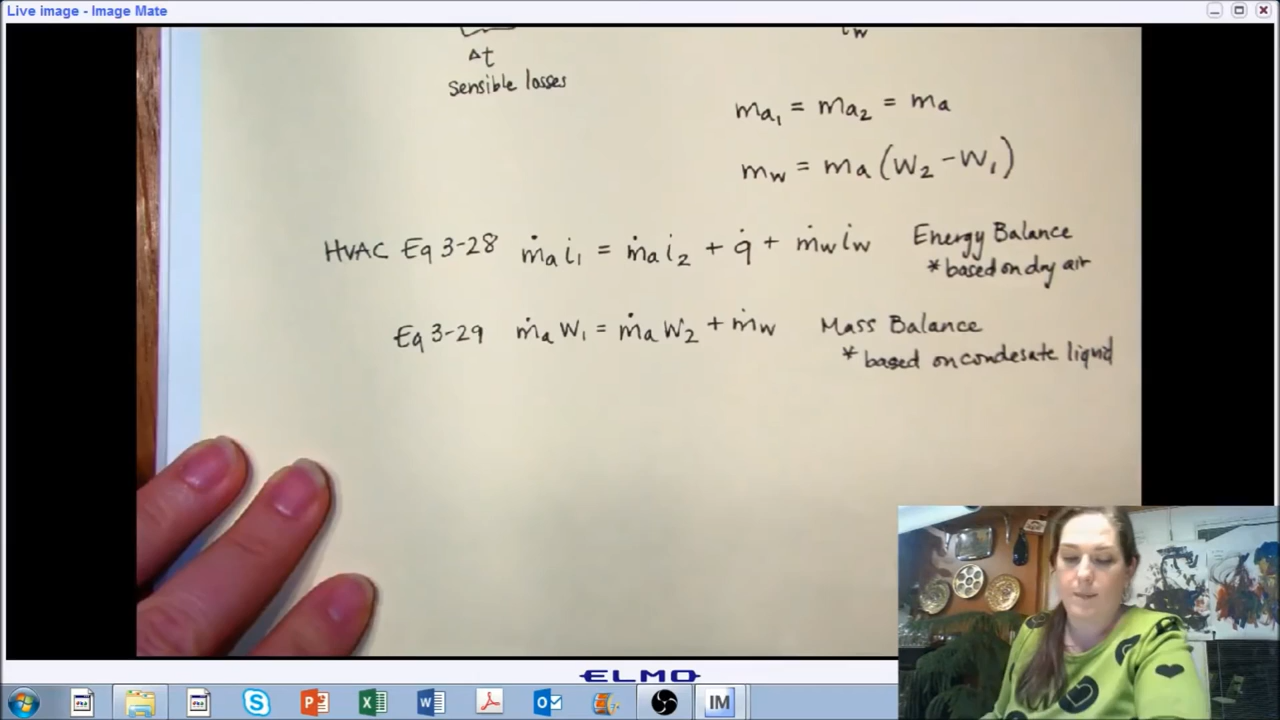 Live image - Image Mate
iw
Δt
sensible losses
ma1 = ma2 = ma
mw = ma (W2 - W1)
HVAC Eq 3-28 ṁa i1 = ṁa i2 + q̇ + ṁw iw Energy Balance
*based on dry air
Eq 3-29 ṁa W1 = ṁa W2 + ṁw Mass Balance
* based on condesate liquid
ELMO
IM